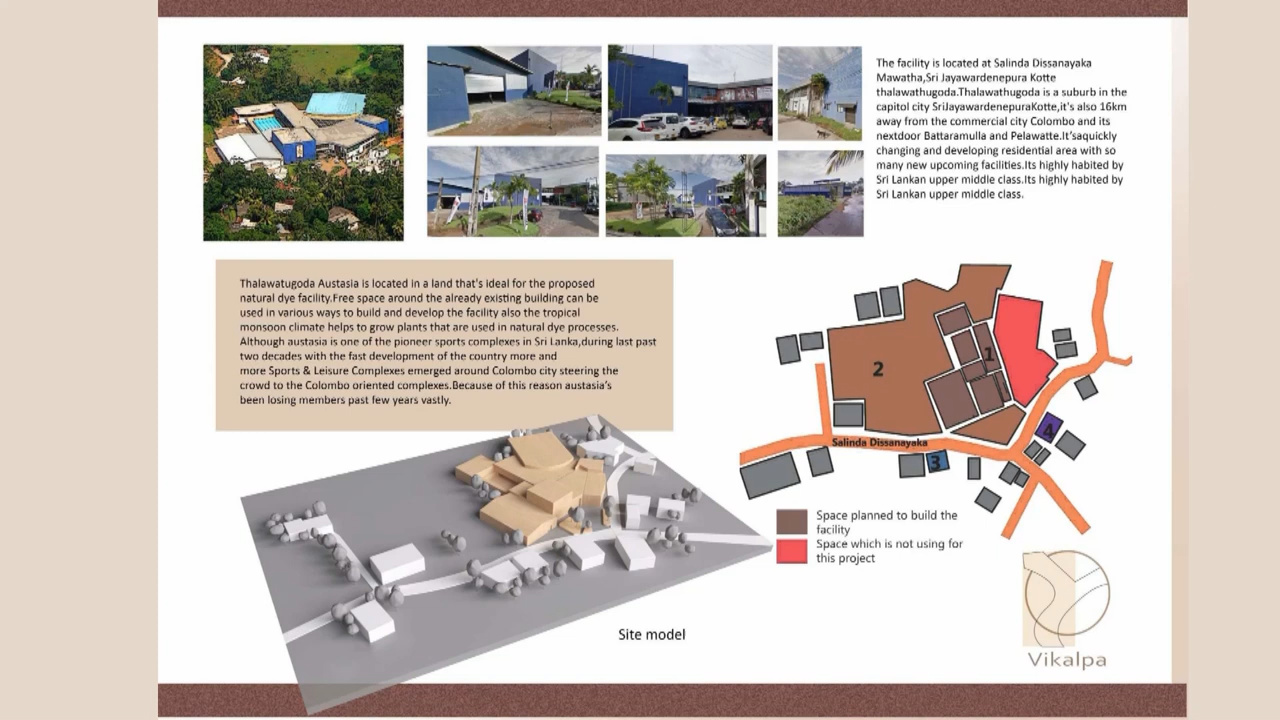 The facility is located at Salinda Dissanayaka
Mawatha,Sri Jayawardenepura Kotte
thalawathugoda.Thalawathugoda is a suburb in the
capitol city SriJayawardenepuraKotte,it's also 16km
away from the commercial city Colombo and its
nextdoor Battaramulla and Pelawatte.It'saquickly
changing and developing residential area with so
many new upcoming facilities.Its highly habited by
Sri Lankan upper middle class.Its highly habited by
Sri Lankan upper middle class.
Thalawatugoda Austasia is located in a land that's ideal for the proposed
natural dye facility.Free space around the already existing building can be
used in various ways to build and develop the facility also the tropical
monsoon climate helps to grow plants that are used in natural dye processes.
Although austasia is one of the pioneer sports complexes in Sri Lanka,during last past
two decades with the fast development of the country more and
more Sports & Leisure Complexes emerged around Colombo city steering the
crowd to the Colombo oriented complexes.Because of this reason austasia's
been losing members past few years vastly.
1
2
4
Salinda Dissanayaka
3
Space planned to build the
facility
Space which is not using for
this project
Site model
Vikalpa